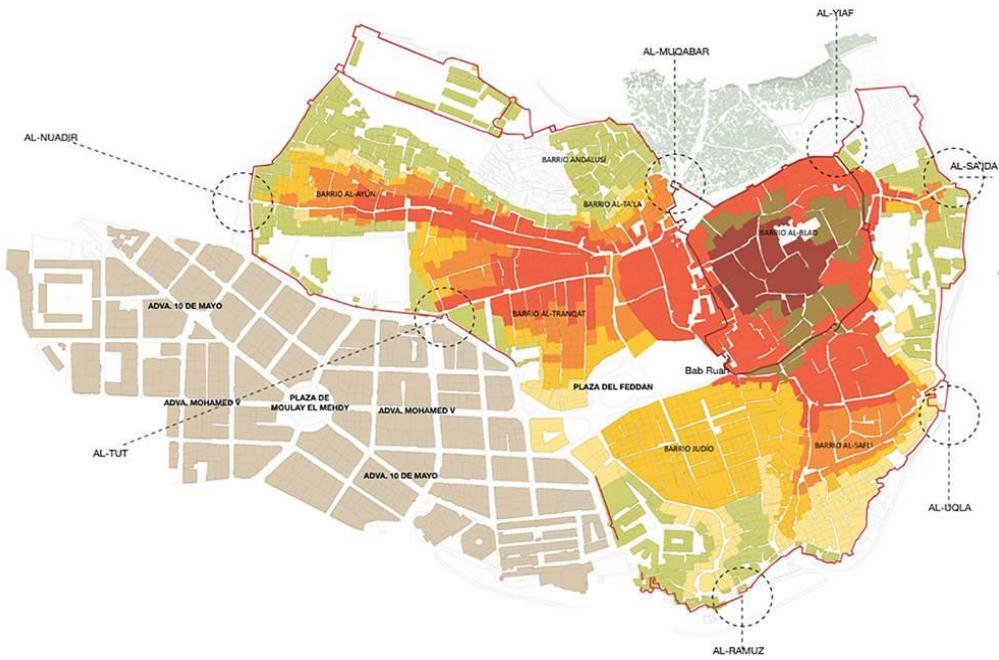 AL-YIAF
AL-MUQABAR
AL-NUADIR
AL-SAIDA
BARRIO ANDALUSÍ
BARRIO AL-AYÚN
BARRIO AL-TA'LA
BARRIO AL-BLAD
ADVA. 10 DE MAYO
BARRIO AL-TRANQAT
Bab Ruah
PLAZA DEL FEDDAN
ADVA. MOHAMED V
PLAZA DE
MOULAY EL MEHDY
ADVA. MOHAMED V
AL-TUT
BARRIO JUDÍO
BARRIO AL-SAFLI
ADVA. 10 DE MAYO
AL-UQLA
AL-RAMUZ